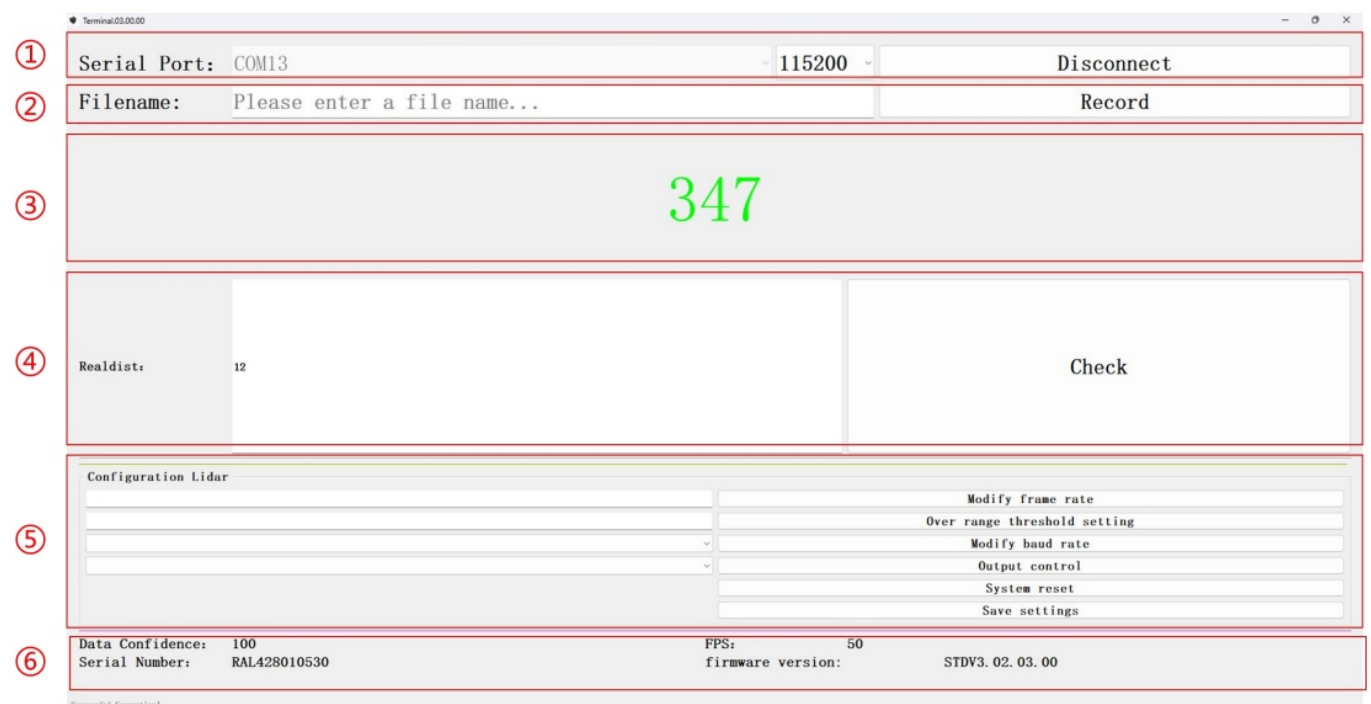 Terminal.03.00.00
① Serial Port: COM13 115200 Disconnect
② Filename: Please enter a file name... Record
③ 347
④ Realdist: 12 Check
Configuration Lidar
Modify frame rate
Over range threshold setting
⑤ Modify baud rate
Output control
System reset
Save settings
Data Confidence: 100 FPS: 50
⑥ Serial Number: RAL428010530 firmware version: STDV3.02.03.00